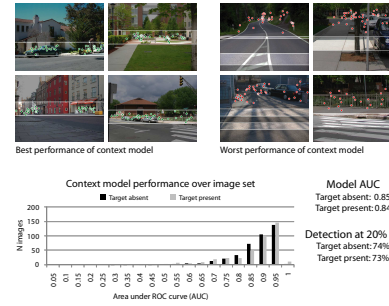 Best performance of context model
Worst performance of context model
Context model performance over image set
Target absent
Target present
N images
200
150
100
50
0
0.05
0.1
0.15
0.2
0.25
0.3
0.35
0.4
0.45
0.5
0.55
0.6
0.65
0.7
0.75
0.8
0.85
0.9
0.95
1
Area under ROC curve (AUC)
Model AUC
Target absent: 0.85
Target present: 0.84
Detection at 20%
Target absent: 74%
Target prsent: 73%